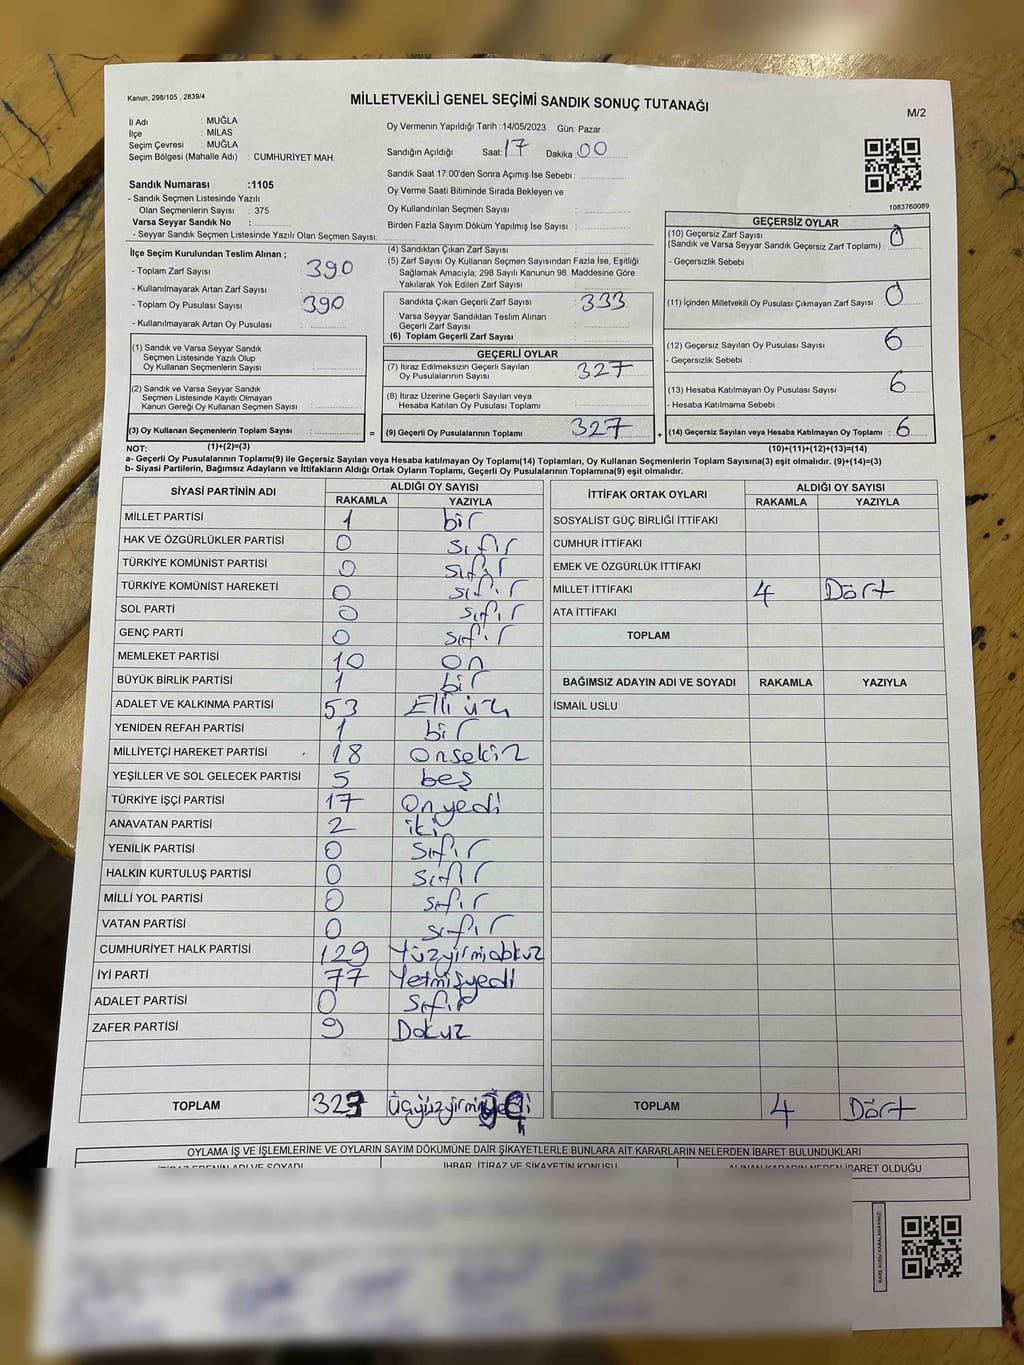 Kanun; 298/105 , 2839/4
MİLLETVEKİLİ GENEL SEÇİMİ SANDIK SONUÇ TUTANAĞI
M/2
İl Adı : MUĞLA
İlçe : MİLAS
Seçim Çevresi : MUĞLA
Seçim Bölgesi (Mahalle Adı) : CUMHURİYET MAH.
Sandık Numarası :1105
- Sandık Seçmen Listesinde Yazılı
Olan Seçmenlerin Sayısı : 375
Varsa Seyyar Sandık No :
- Seyyar Sandık Seçmen Listesinde Yazılı Olan Seçmen Sayısı:
Oy Vermenin Yapıldığı Tarih :14/05/2023 Gün: Pazar
Sandığın Açıldığı Saat: 17 Dakika: 00
Sandık Saat 17:00'den Sonra Açımış İse Sebebi :
Oy Verme Saati Bitiminde Sırada Bekleyen ve
Oy Kullandırılan Seçmen Sayısı :
Birden Fazla Sayım Döküm Yapılmış İse Sayısı :
1083760089
İlçe Seçim Kurulundan Teslim Alınan ;
- Toplam Zarf Sayısı : 390
- Kullanılmayarak Artan Zarf Sayısı :
- Toplam Oy Pusulası Sayısı : 390
- Kullanılmayarak Artan Oy Pusulası :
(1) Sandık ve Varsa Seyyar Sandık
Seçmen Listesinde Yazılı Olup
Oy Kullanan Seçmenlerin Sayısı :
(2) Sandık ve Varsa Seyyar Sandık
Seçmen Listesinde Kayıtlı Olmayan
Kanun Gereği Oy Kullanan Seçmen Sayısı :
(3) Oy Kullanan Seçmenlerin Toplam Sayısı :
=
(4) Sandıktan Çıkan Zarf Sayısı :
(5) Zarf Sayısı Oy Kullanan Seçmen Sayısından Fazla İse, Eşitliği
Sağlamak Amacıyla; 298 Sayılı Kanunun 98. Maddesine Göre
Yakılarak Yok Edilen Zarf Sayısı :
Sandıkta Çıkan Geçerli Zarf Sayısı : 333
Varsa Seyyar Sandıktan Teslim Alınan
Geçerli Zarf Sayısı :
(6) Toplam Geçerli Zarf Sayısı :
GEÇERLİ OYLAR
(7) İtiraz Edilmeksizin Geçerli Sayılan
Oy Pusulalarının Sayısı : 327
(8) İtiraz Üzerine Geçerli Sayılan veya
Hesaba Katılan Oy Pusulası Toplamı :
(9) Geçerli Oy Pusulalarının Toplamı : 327
+
GEÇERSİZ OYLAR
(10) Geçersiz Zarf Sayısı
(Sandık ve Varsa Seyyar Sandık Geçersiz Zarf Toplamı) : 0
- Geçersizlik Sebebi :
(11) İçinden Milletvekili Oy Pusulası Çıkmayan Zarf Sayısı : 0
(12) Geçersiz Sayılan Oy Pusulası Sayısı : 6
- Geçersizlik Sebebi :
(13) Hesaba Katılmayan Oy Pusulası Sayısı : 6
- Hesaba Katılmama Sebebi :
(14) Geçersiz Sayılan veya Hesaba Katılmayan Oy Toplamı : 6
NOT: (1)+(2)=(3) (10)+(11)+(12)+(13)=(14)
a- Geçerli Oy Pusulalarının Toplamı(9) ile Geçersiz Sayılan veya Hesaba katılmayan Oy Toplamı(14) Toplamları, Oy Kullanan Seçmenlerin Toplam Sayısına(3) eşit olmalıdır. (9)+(14)=(3)
b- Siyasi Partilerin, Bağımsız Adayların ve İttifakların Aldığı Ortak Oyların Toplamı, Geçerli Oy Pusulalarının Toplamına(9) eşit olmalıdır.
SİYASİ PARTİNİN ADI ALDIĞI OY SAYISI
RAKAMLA YAZIYLA
MİLLET PARTİSİ 1 bir
HAK VE ÖZGÜRLÜKLER PARTİSİ 0 sıfır
TÜRKİYE KOMÜNİST PARTİSİ 0 sıfır
TÜRKİYE KOMÜNİST HAREKETİ 0 sıfır
SOL PARTİ 0 sıfır
GENÇ PARTİ 0 sıfır
MEMLEKET PARTİSİ 10 on
BÜYÜK BİRLİK PARTİSİ 1 bir
ADALET VE KALKINMA PARTİSİ 53 Elli üç
YENİDEN REFAH PARTİSİ 1 bir
MİLLİYETÇİ HAREKET PARTİSİ 18 Onsekiz
YEŞİLLER VE SOL GELECEK PARTİSİ 5 beş
TÜRKİYE İŞÇİ PARTİSİ 17 Onyedi
ANAVATAN PARTİSİ 2 iki
YENİLİK PARTİSİ 0 Sıfır
HALKIN KURTULUŞ PARTİSİ 0 Sıfır
MİLLİ YOL PARTİSİ 0 sıfır
VATAN PARTİSİ 0 sıfır
CUMHURİYET HALK PARTİSİ 129 Yüzyirmidokuz
İYİ PARTİ 77 Yetmişyedi
ADALET PARTİSİ 0 Sıfır
ZAFER PARTİSİ 9 Dokuz
TOPLAM 323 Üçyüzyirmiüç
İTTİFAK ORTAK OYLARI ALDIĞI OY SAYISI
RAKAMLA YAZIYLA
SOSYALİST GÜÇ BİRLİĞİ İTTİFAKI
CUMHUR İTTİFAKI
EMEK VE ÖZGÜRLÜK İTTİFAKI
MİLLET İTTİFAKI 4 Dört
ATA İTTİFAKI
TOPLAM
BAĞIMSIZ ADAYIN ADI VE SOYADI RAKAMLA YAZIYLA
İSMAİL USLU
TOPLAM 4 Dört
OYLAMA İŞ VE İŞLEMLERİNE VE OYLARIN SAYIM DÖKÜMÜNE DAİR ŞİKAYETLERLE BUNLARA AİT KARARLARIN NELERDEN İBARET BULUNDUKLARI
İTİRAZ EDENİN ADI VE SOYADI İHBAR, İTİRAZ VE ŞİKAYETİN KONUSU ALINAN KARARIN NEDEN İBARET OLDUĞU
KARE KODU KARALAMAYINIZ!